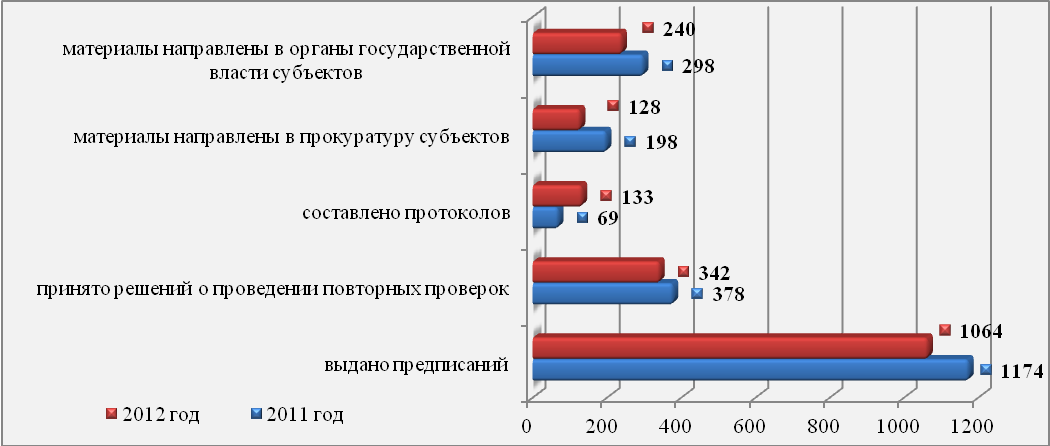 материалы направлены в органы государственной
власти субъектов
240
298
материалы направлены в прокуратуру субъектов
128
198
составлено протоколов
133
69
принято решений о проведении повторных проверок
342
378
выдано предписаний
1064
1174
2012 год 2011 год
0 200 400 600 800 1000 1200